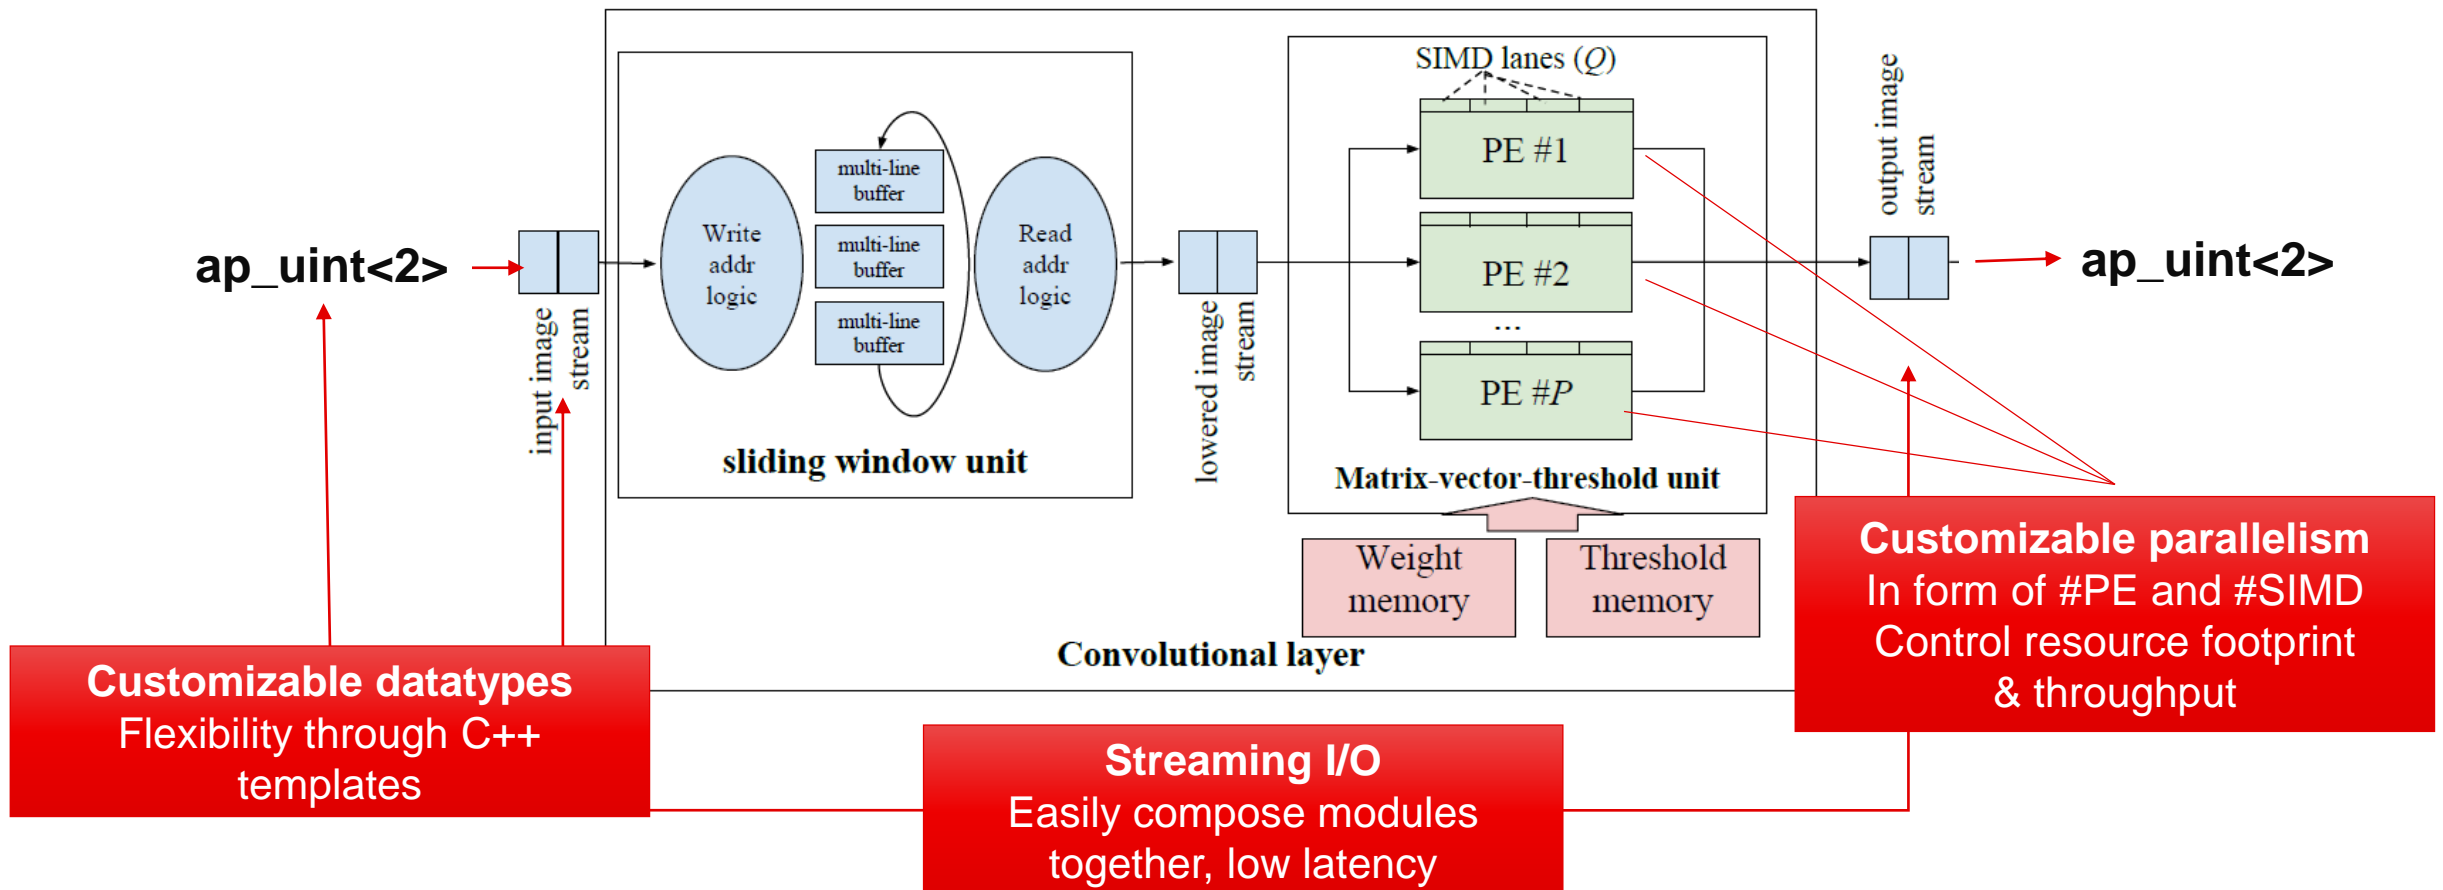 ap_uint<2>
input image
stream
Write
addr
logic
multi-line
buffer
multi-line
buffer
multi-line
buffer
Read
addr
logic
sliding window unit
lowered image
stream
SIMD lanes (Q)
PE #1
PE #2
...
PE #P
Matrix-vector-threshold unit
Weight
memory
Threshold
memory
Convolutional layer
output image
stream
ap_uint<2>
Customizable datatypes
Flexibility through C++
templates
Streaming I/O
Easily compose modules
together, low latency
Customizable parallelism
In form of #PE and #SIMD
Control resource footprint
& throughput